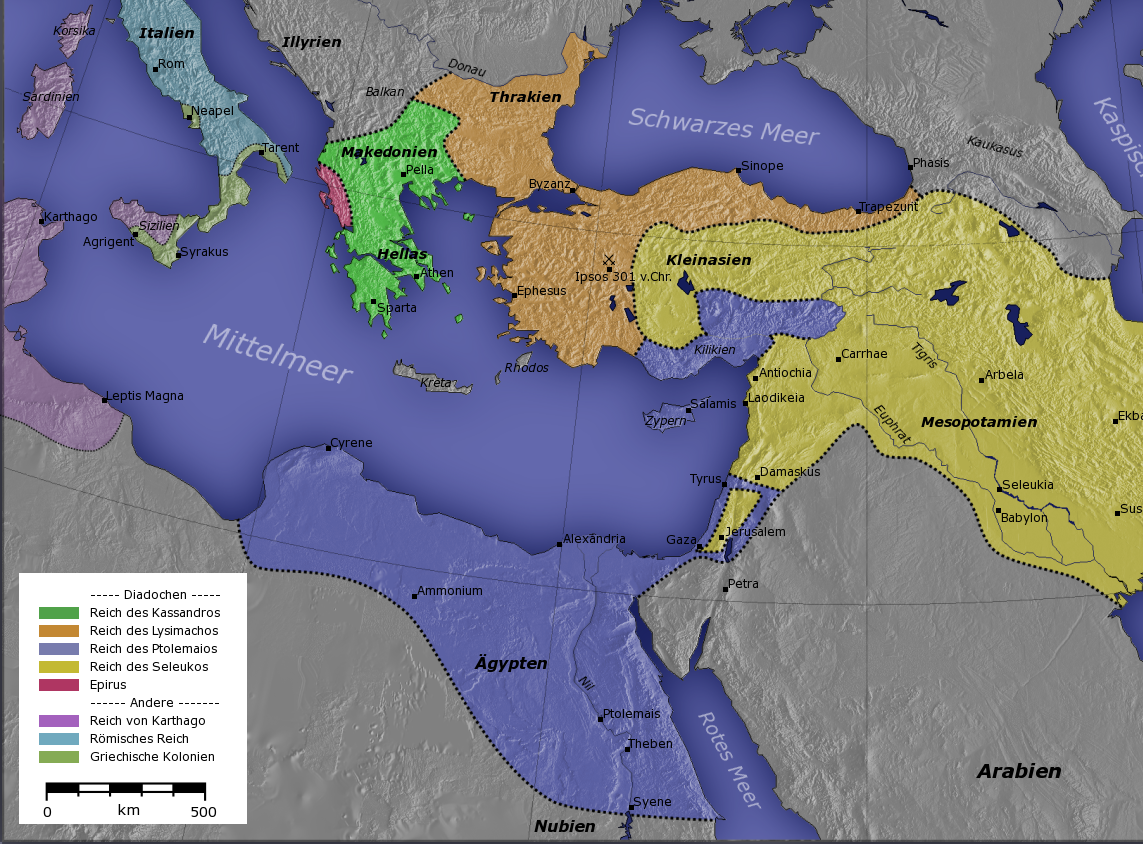 Korsika
Italien
Illyrien
Rom
Donau
Balkan
Thrakien
Sardinien
Neapel
Schwarzes Meer
Kaukasus
Tarent
Makedonien
Pella
Byzanz
Sinope
Phasis
Trapezunt
Karthago
Sizilien
Agrigent
Syrakus
Hellas
Athen
Ipsos 301 v.Chr.
Kleinasien
Ephesus
Sparta
Mittelmeer
Kilikien
Carrhae
Tigris
Rhodos
Kreta
Antiochia
Arbela
Leptis Magna
Salamis
Laodikeia
Zypern
Euphrat
Mesopotamien
Cyrene
Tyrus
Damaskus
Seleukia
Babylon
Alexandria
Gaza
Jerusalem
Petra
Ammonium
Ägypten
Nil
Ptolemais
Theben
Rotes Meer
Arabien
Syene
Nubien
----- Diadochen -----
Reich des Kassandros
Reich des Lysimachos
Reich des Ptolemaios
Reich des Seleukos
Epirus
------ Andere -------
Reich von Karthago
Römisches Reich
Griechische Kolonien
0 km 500